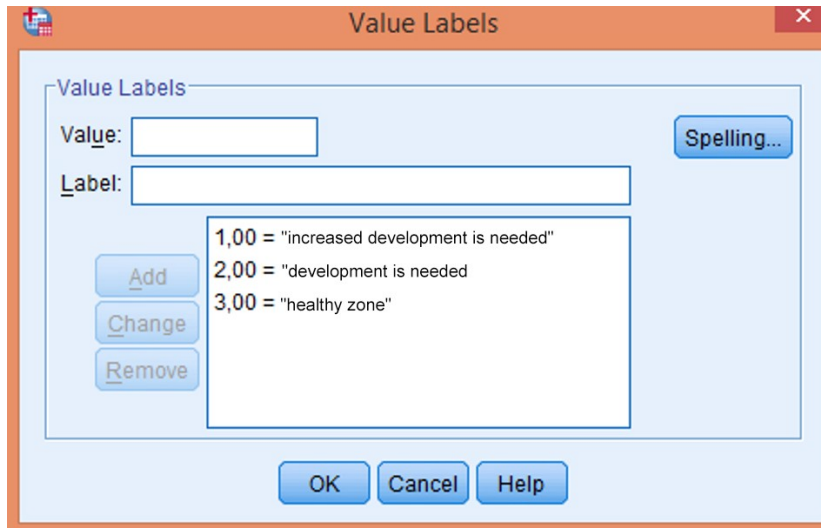 Value Labels
Value Labels
Value:
Spelling...
Label:
1,00 = "increased development is needed"
2,00 = "development is needed
3,00 = "healthy zone"
Add
Change
Remove
OK Cancel Help